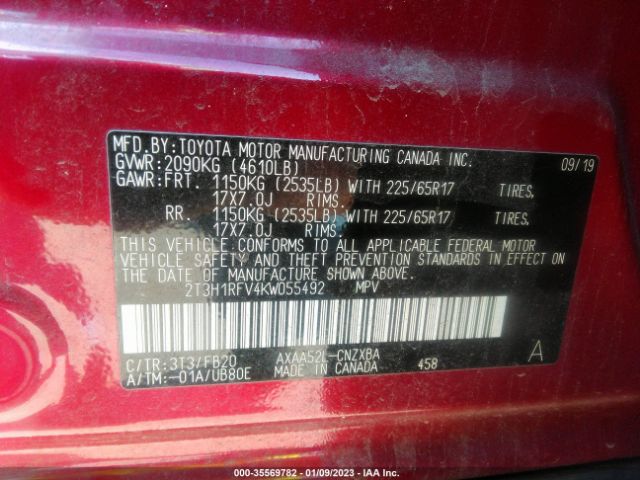 MFD.BY:TOYOTA MOTOR MANUFACTURING CANADA INC.
GVWR:2090KG (4610LB) 09/19
GAWR:FRT. 1150KG (2535LB) WITH 225/65R17 TIRES,
17X7.0J RIMS.
RR. 1150KG (2535LB) WITH 225/65R17 TIRES,
17X7.0J RIMS.
THIS VEHICLE CONFORMS TO ALL APPLICABLE FEDERAL MOTOR
VEHICLE SAFETY AND THEFT PREVENTION STANDARDS IN EFFECT ON
THE DATE OF MANUFACTURE SHOWN ABOVE.
2T3H1RFV4KW055492 MPV
C/TR:3T3/FB20 AXAA52L-CNZXBA 458 A
A/TM:-01A/UB80E MADE IN CANADA
000-35569782 - 01/09/2023 - IAA Inc.